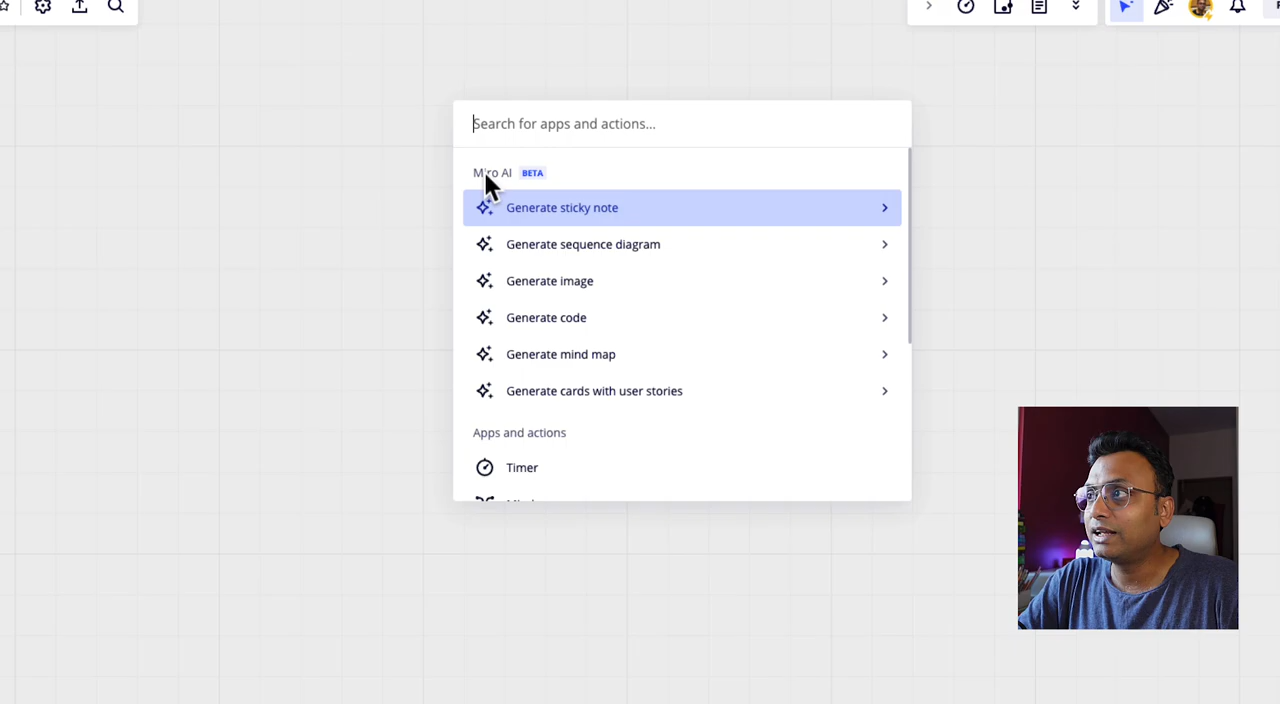 Search for apps and actions...
Miro AI BETA
Generate sticky note
Generate sequence diagram
Generate image
Generate code
Generate mind map
Generate cards with user stories
Apps and actions
Timer